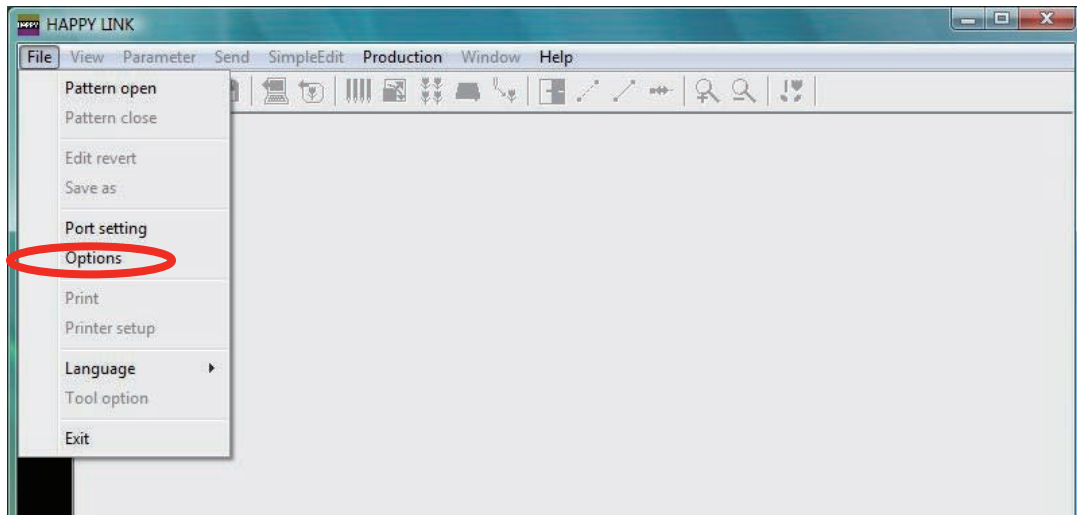 HAPPY HAPPY LINK
File View Parameter Send SimpleEdit Production Window Help
Pattern open
Pattern close
Edit revert
Save as
Port setting
Options
Print
Printer setup
Language
Tool option
Exit